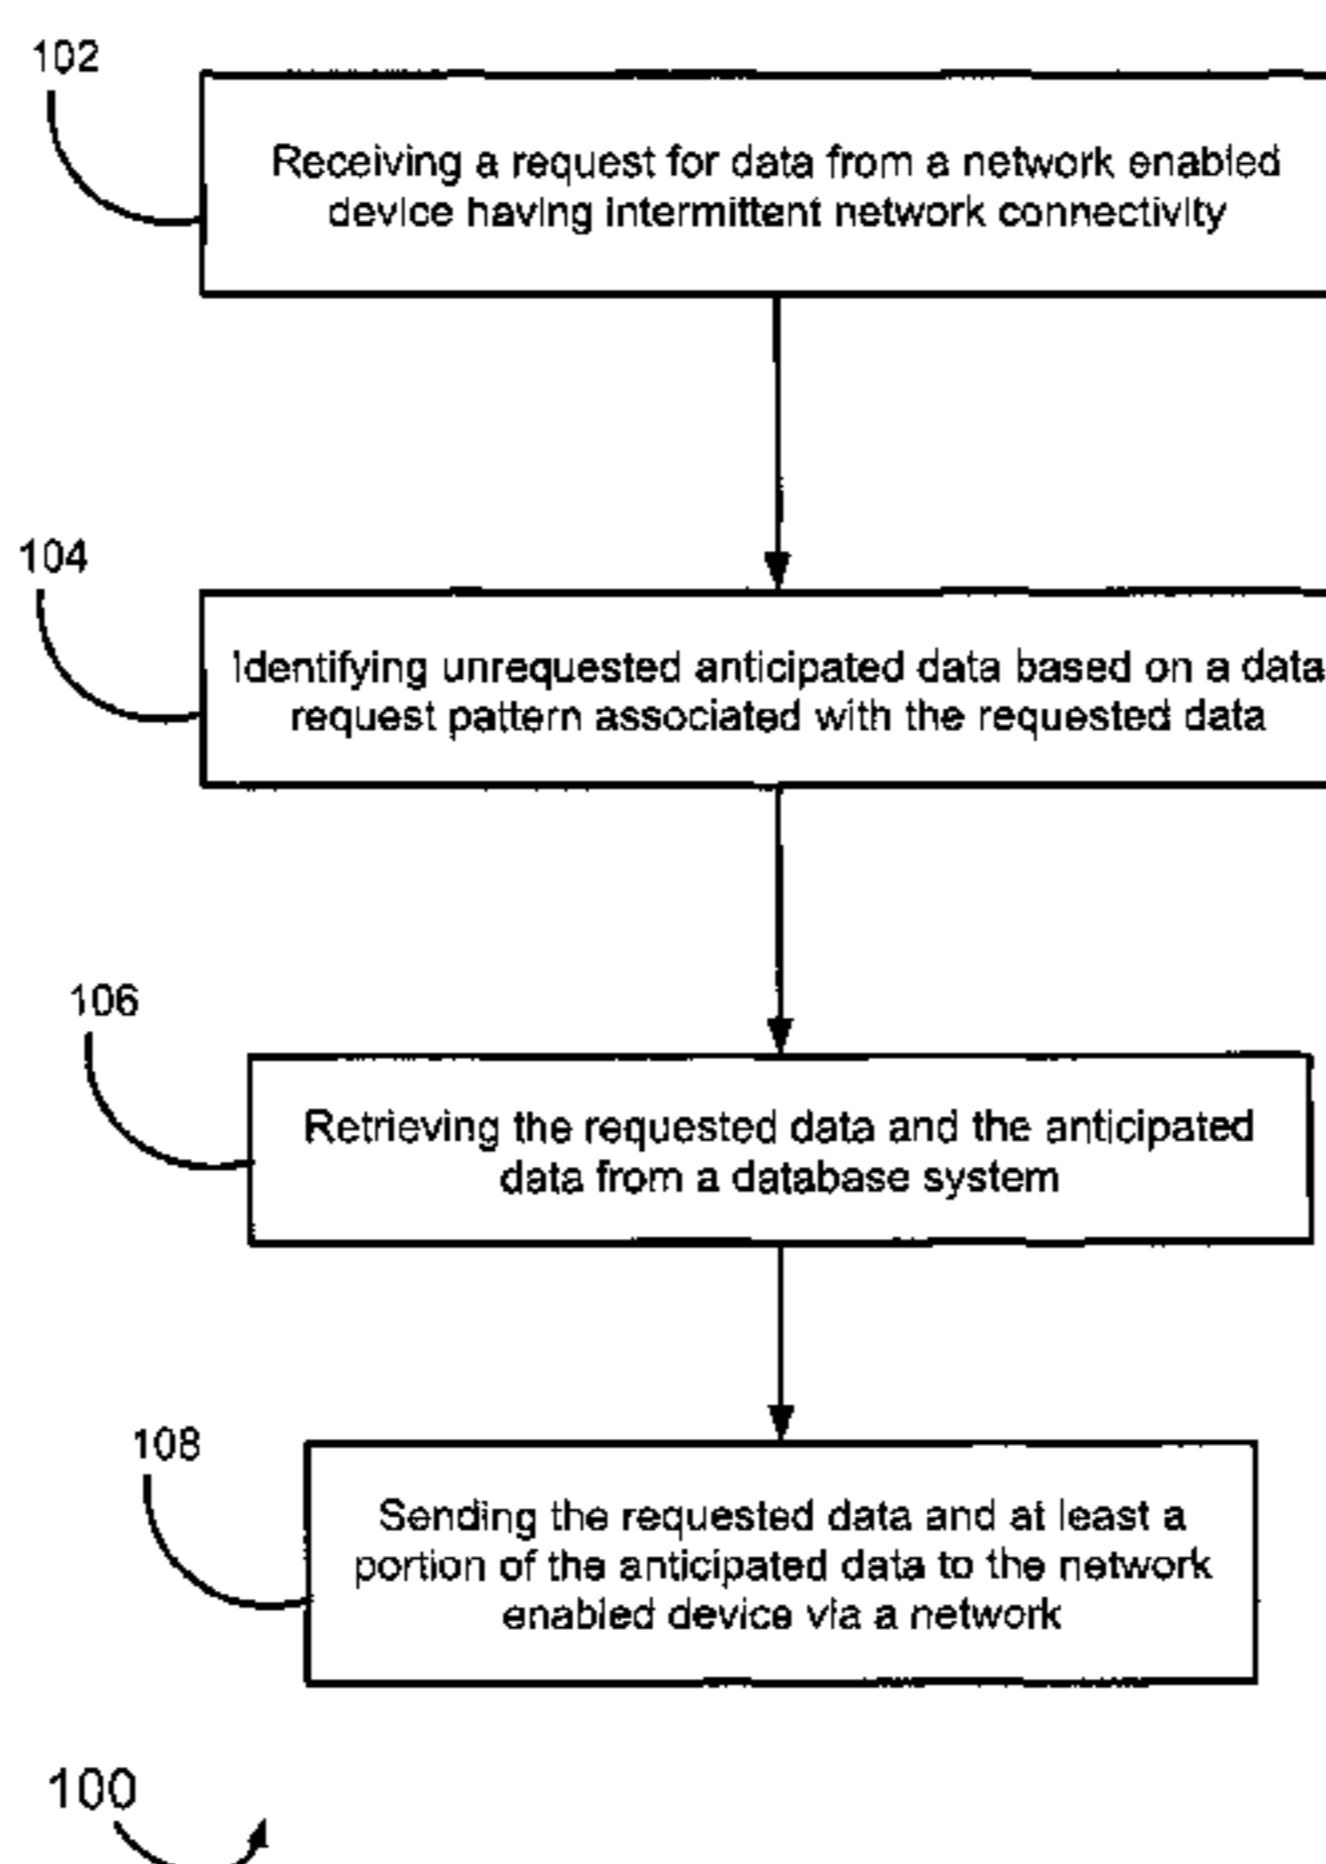 102
Receiving a request for data from a network enabled
device having intermittent network connectivity
104
Identifying unrequested anticipated data based on a data
request pattern associated with the requested data
106
Retrieving the requested data and the anticipated
data from a database system
108
Sending the requested data and at least a
portion of the anticipated data to the network
enabled device via a network
100